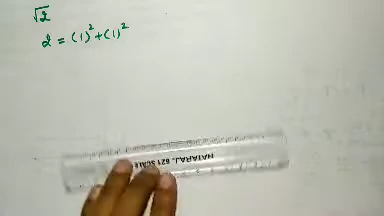 √2
2 = (1)² + (1)²
NATARAJ. 621 SCALE